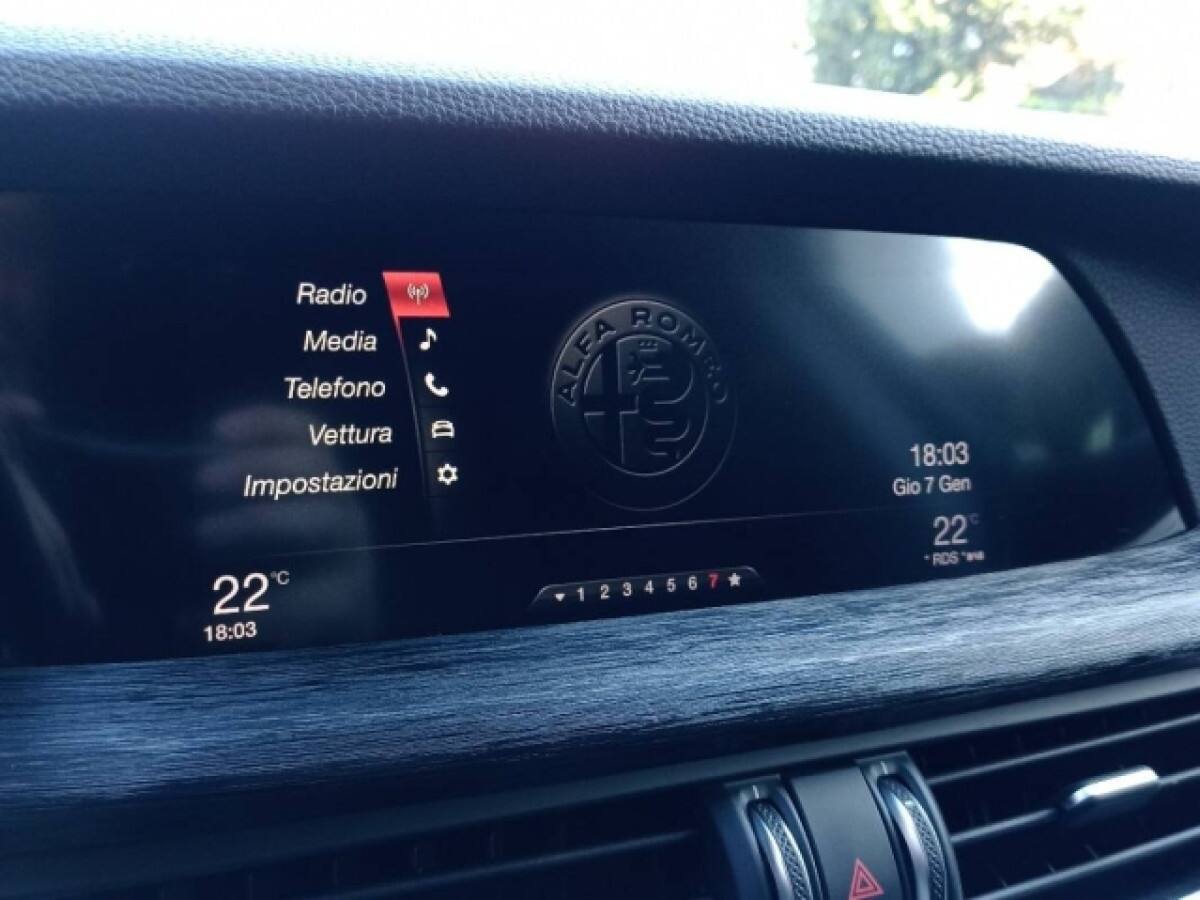 Radio
Media
Telefono
Vettura
Impostazioni
ALFA ROMEO
18:03
Gio 7 Gen
22 °C
18:03
1 2 3 4 5 6 7
22 °C
RDS